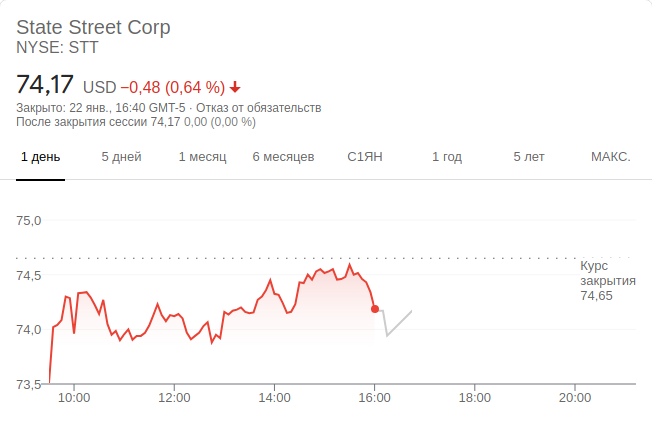 State Street Corp
NYSE: STT
74,17 USD −0,48 (0,64 %)
Закрыто: 22 янв., 16:40 GMT-5 · Отказ от обязательств
После закрытия сессии 74,17 0,00 (0,00 %)
1 день 5 дней 1 месяц 6 месяцев С1ЯН 1 год 5 лет МАКС.
75,0
Курс
74,5
закрытия
74,65
74,0
73,5
10:00 12:00 14:00 16:00 18:00 20:00